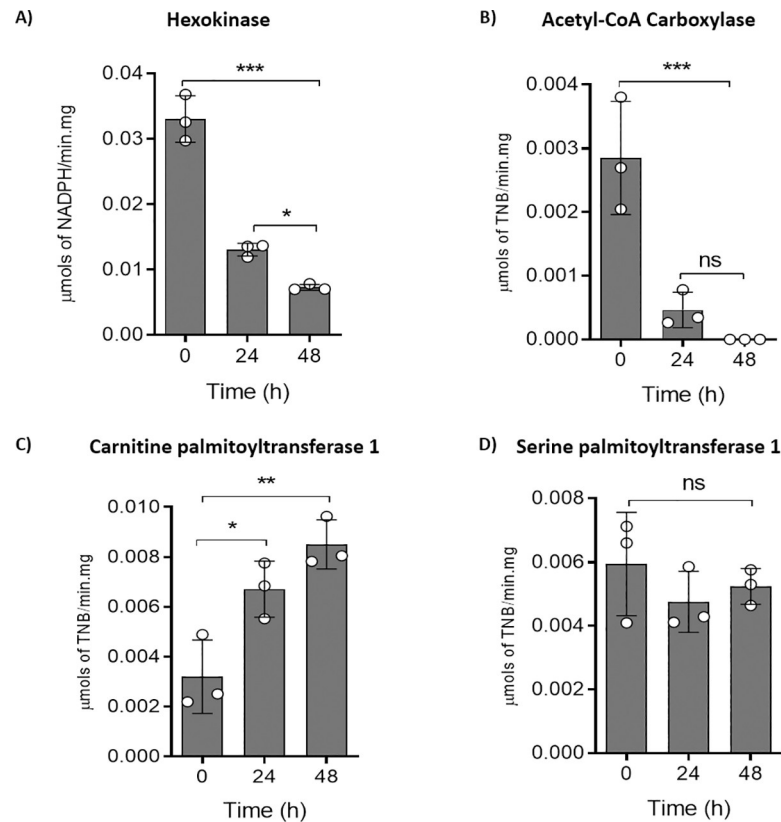 A)
Hexokinase
μmols of NADPH/min.mg
0.04
0.03
0.02
0.01
0.00
***
*
0
24
48
Time (h)
B)
Acetyl-CoA Carboxylase
μmols of TNB/min.mg
0.004
0.003
0.002
0.001
0.000
***
ns
0
24
48
Time (h)
C)
Carnitine palmitoyltransferase 1
μmols of TNB/min.mg
0.010
0.008
0.006
0.004
0.002
0.000
**
*
0
24
48
Time (h)
D)
Serine palmitoyltransferase 1
μmols of TNB/min.mg
0.008
0.006
0.004
0.002
0.000
ns
0
24
48
Time (h)